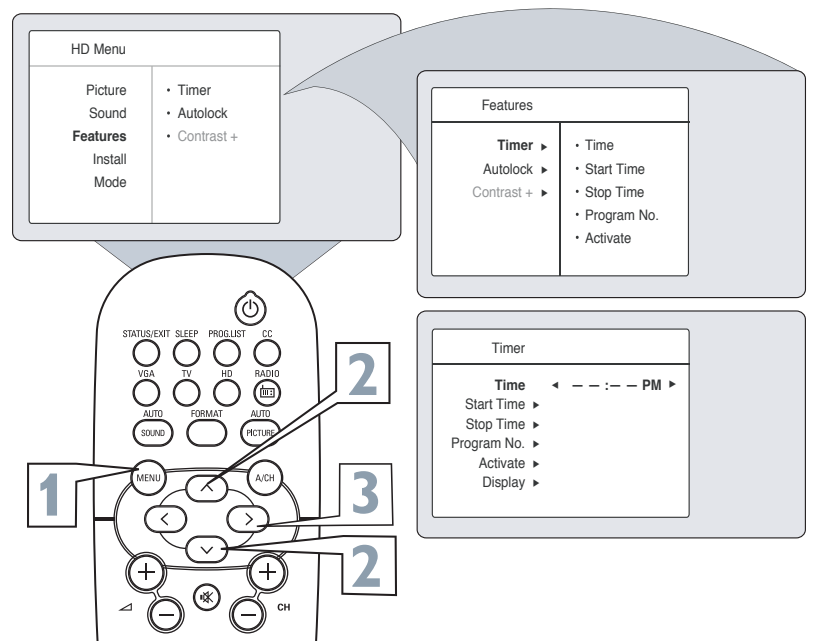 HD Menu
Picture
Sound
Features
Install
Mode
• Timer
• Autolock
• Contrast +
Features
Timer ▸
Autolock ▸
Contrast + ▸
• Time
• Start Time
• Stop Time
• Program No.
• Activate
Timer
Time ◂ – – : – – PM ▸
Start Time ▸
Stop Time ▸
Program No. ▸
Activate ▸
Display ▸
STATUS/EXIT SLEEP PROG.LIST CC
VGA TV HD RADIO
AUTO FORMAT AUTO
SOUND PICTURE
MENU A/CH
CH
1
2
3
2